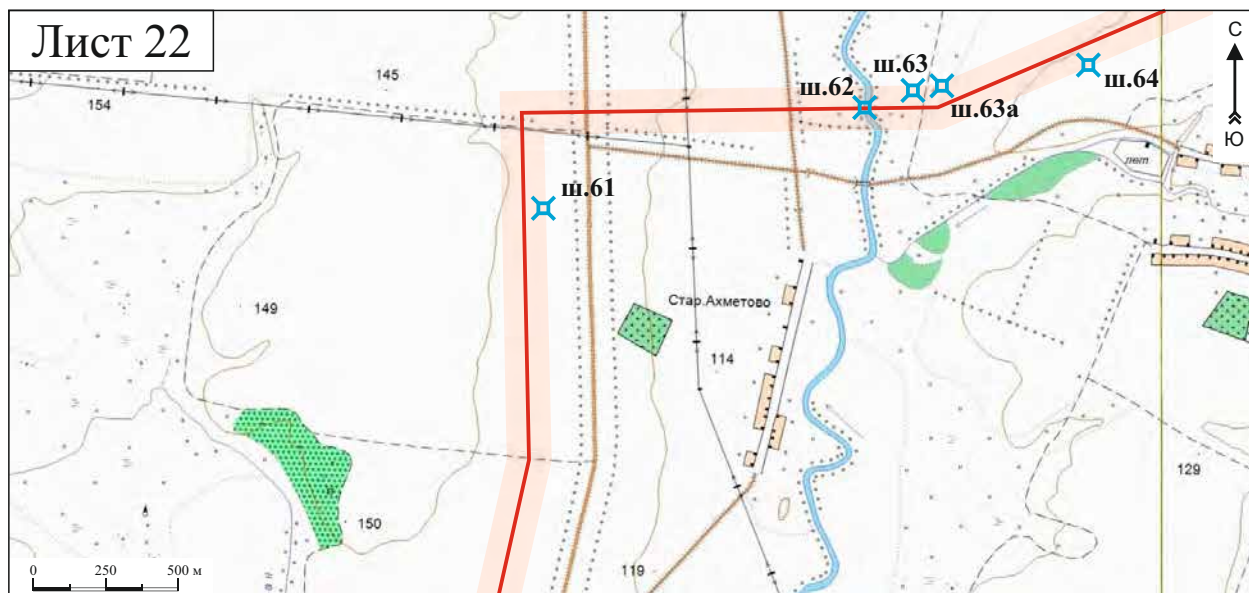 Лист 22
С
Ю
145
154
ш.62
ш.63
ш.63а
ш.64
лет
ш.61
149
Стар.Ахметово
114
129
150
119
0 250 500 м